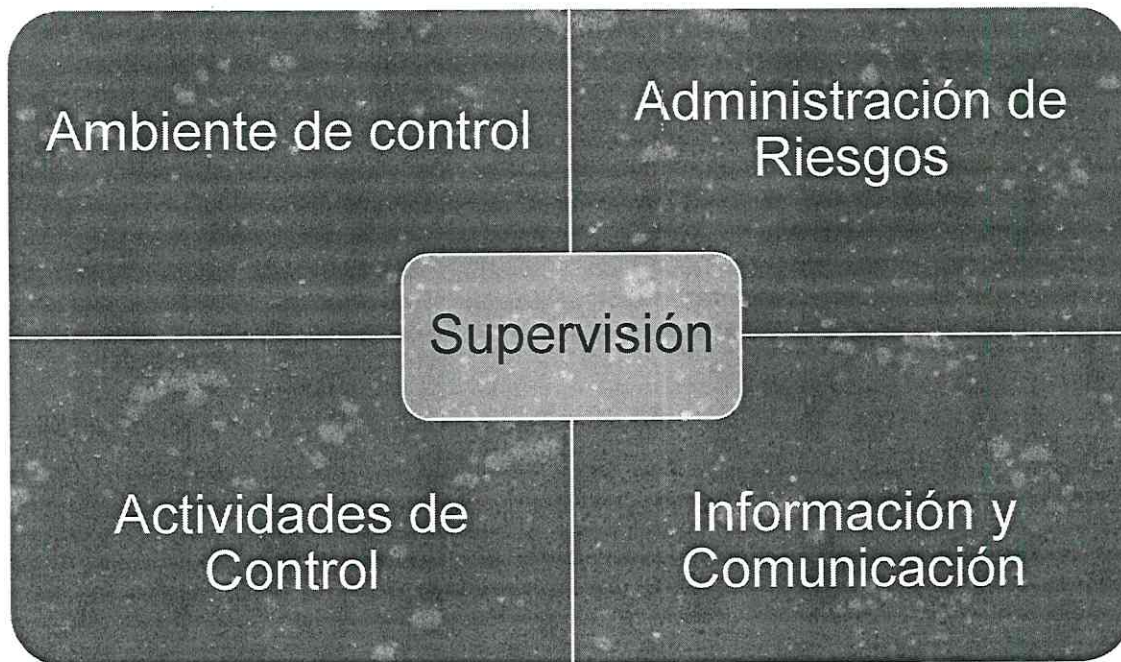 Ambiente de control
Administración de
Riesgos
Supervisión
Actividades de
Control
Información y
Comunicación